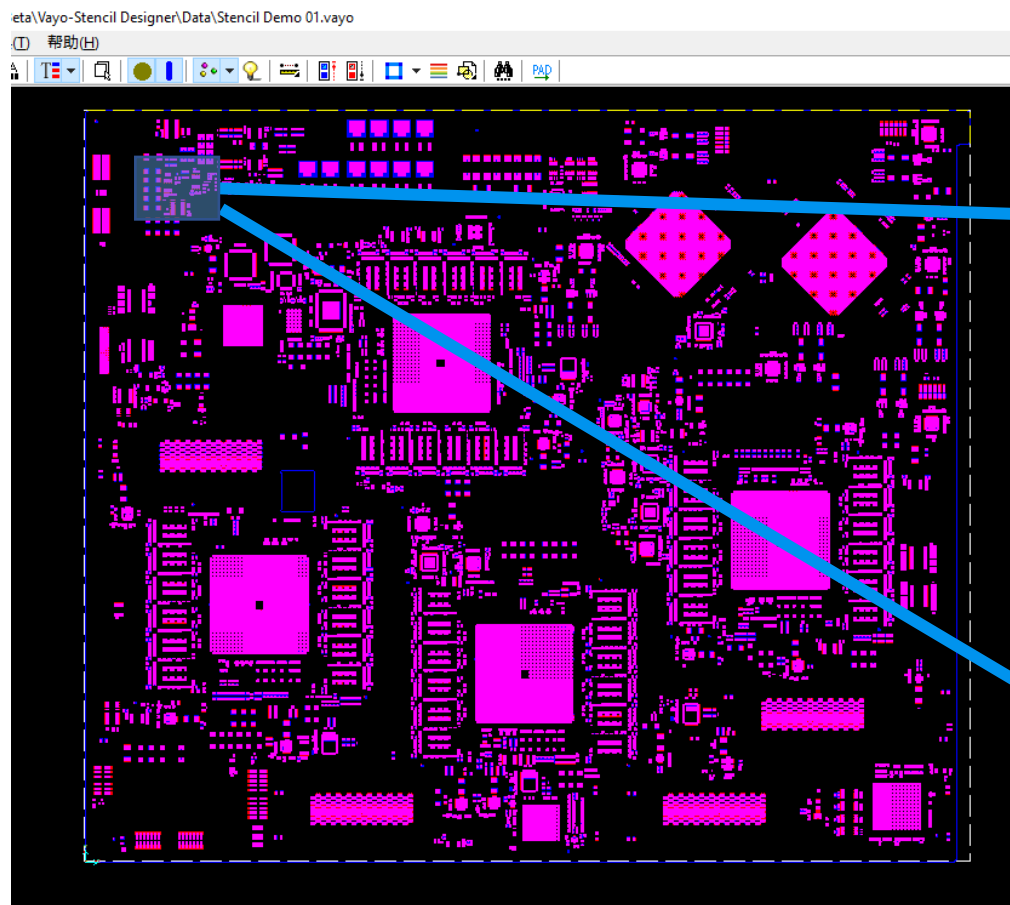 eta\Vayo-Stencil Designer\Data\Stencil Demo 01.vayo
(T) 帮助(H)
T
PAD